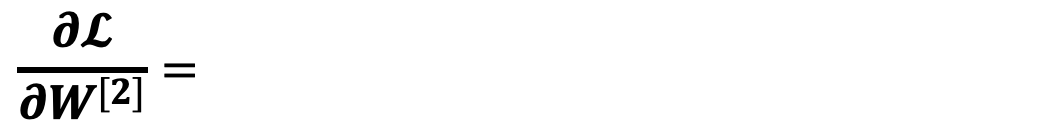 ∂ℒ/∂W^[2] =